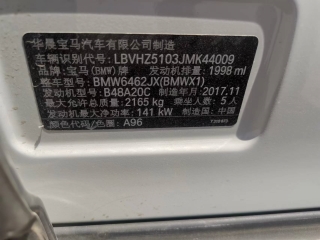 华晨宝马汽车有限公司制造
车辆识别代号: LBVHZ5103JMK44009
品牌: 宝马(BMW)牌 发动机排量: 1998 ml
整车型号: BMW6462JX(BMWX1)
发动机型号: B48A20C 制造年月: 2017.11
最大允许总质量: 2165 kg 乘坐人数: 5 人
发动机最大净功率: 141 kW 制造国: 中国
颜色代码/色圈: A96